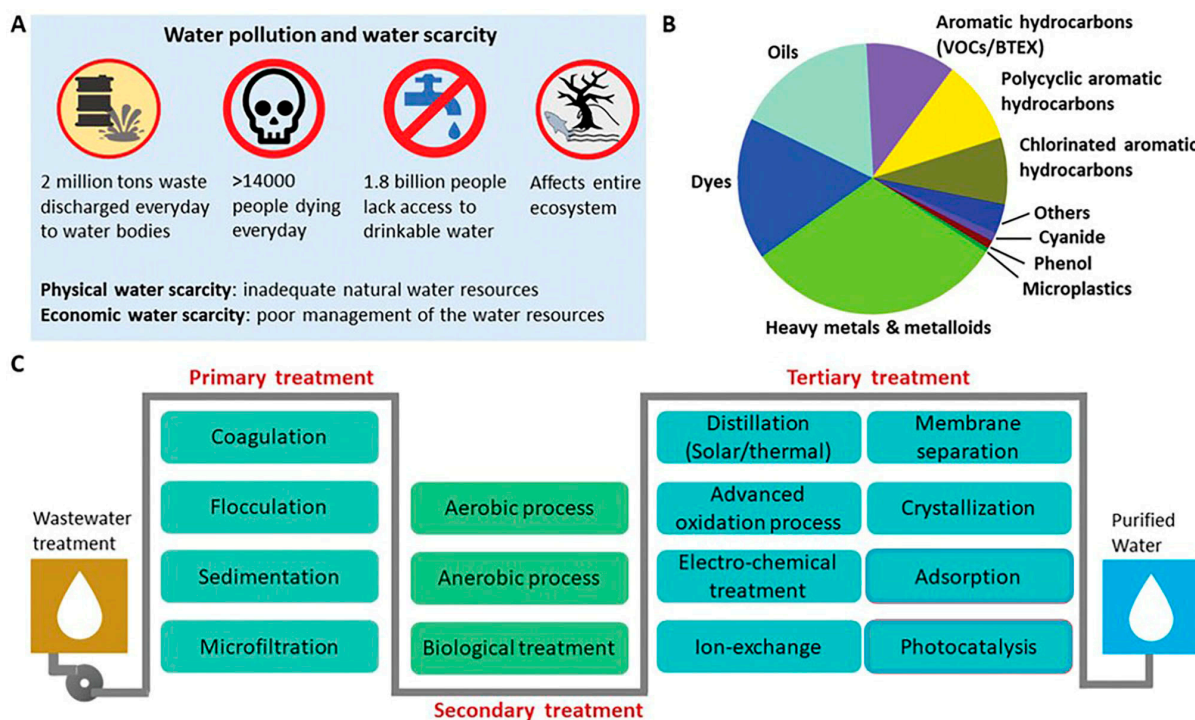 A
Water pollution and water scarcity
2 million tons waste
discharged everyday
to water bodies
>14000
people dying
everyday
1.8 billion people
lack access to
drinkable water
Affects entire
ecosystem
Physical water scarcity: inadequate natural water resources
Economic water scarcity: poor management of the water resources
B
Oils
Aromatic hydrocarbons
(VOCs/BTEX)
Polycyclic aromatic
hydrocarbons
Chlorinated aromatic
hydrocarbons
Dyes
Others
Cyanide
Phenol
Microplastics
Heavy metals & metalloids
C
Primary treatment
Tertiary treatment
Wastewater
treatment
Coagulation
Flocculation
Sedimentation
Microfiltration
Aerobic process
Anerobic process
Biological treatment
Secondary treatment
Distillation
(Solar/thermal)
Membrane
separation
Advanced
oxidation process
Crystallization
Electro-chemical
treatment
Adsorption
Ion-exchange
Photocatalysis
Purified
Water